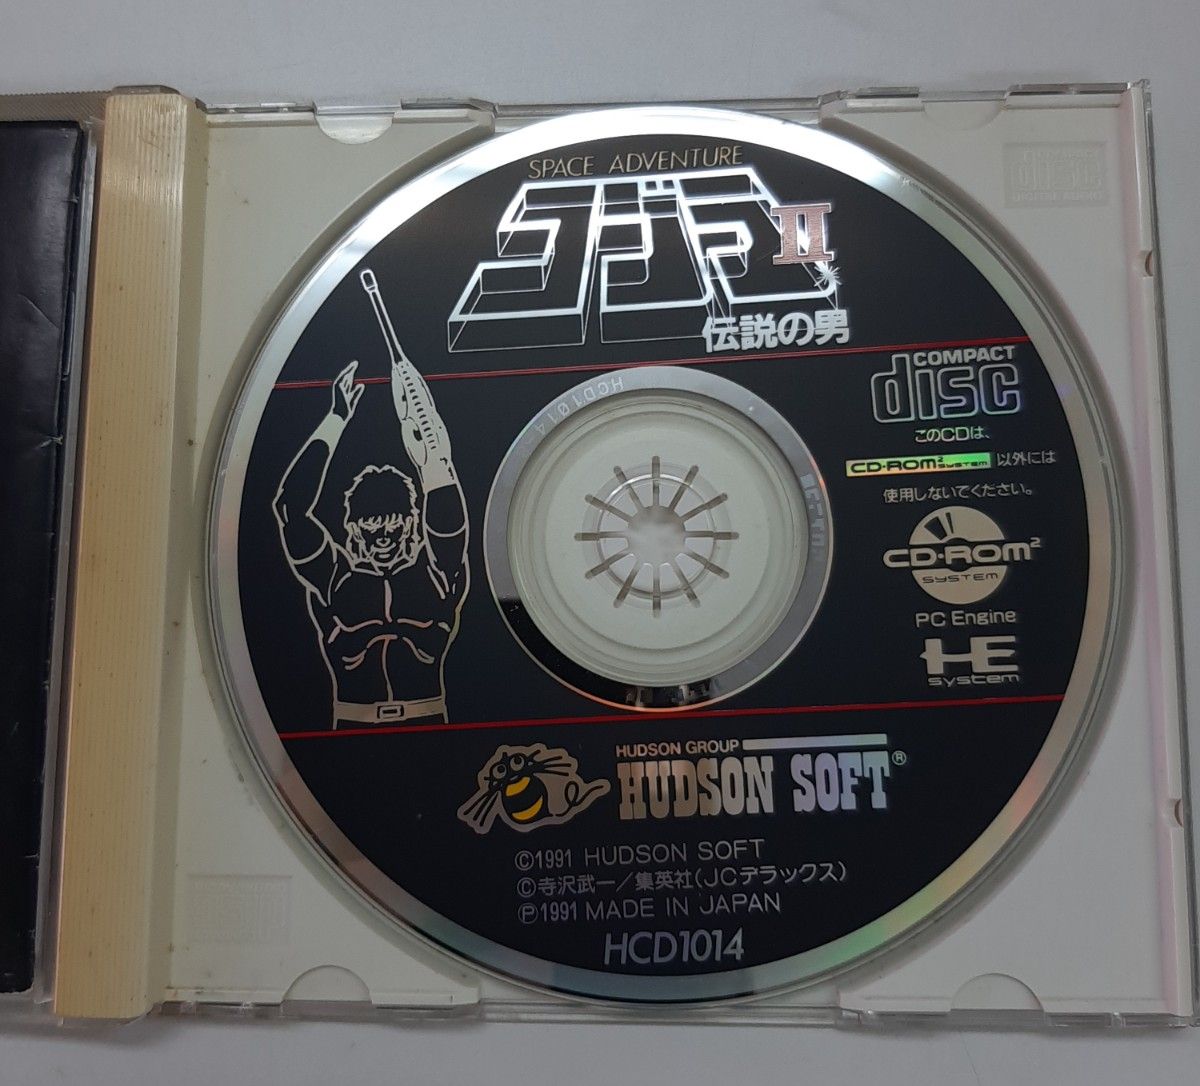 SPACE ADVENTURE
コブラII
伝説の男
COMPACT
disc
このCDは、
CD-ROM² SYSTEM 以外には
使用しないでください。
CD-ROM²
SYSTEM
PC Engine
HE
system
HCD1014
HUDSON GROUP
HUDSON SOFT®
©1991 HUDSON SOFT
©寺沢武一/集英社(JCデラックス)
℗1991 MADE IN JAPAN
HCD1014